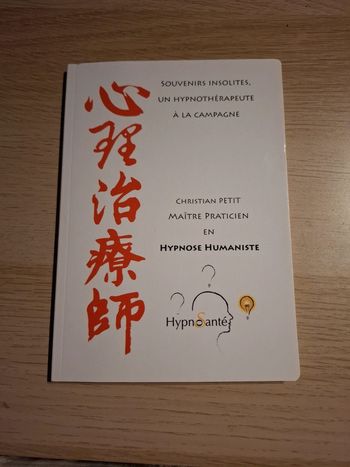 心理治療師
SOUVENIRS INSOLITES,
UN HYPNOTHÉRAPEUTE
À LA CAMPAGNE
CHRISTIAN PETIT
MAÎTRE PRATICIEN
EN
HYPNOSE HUMANISTE
? ?
HypnoSanté